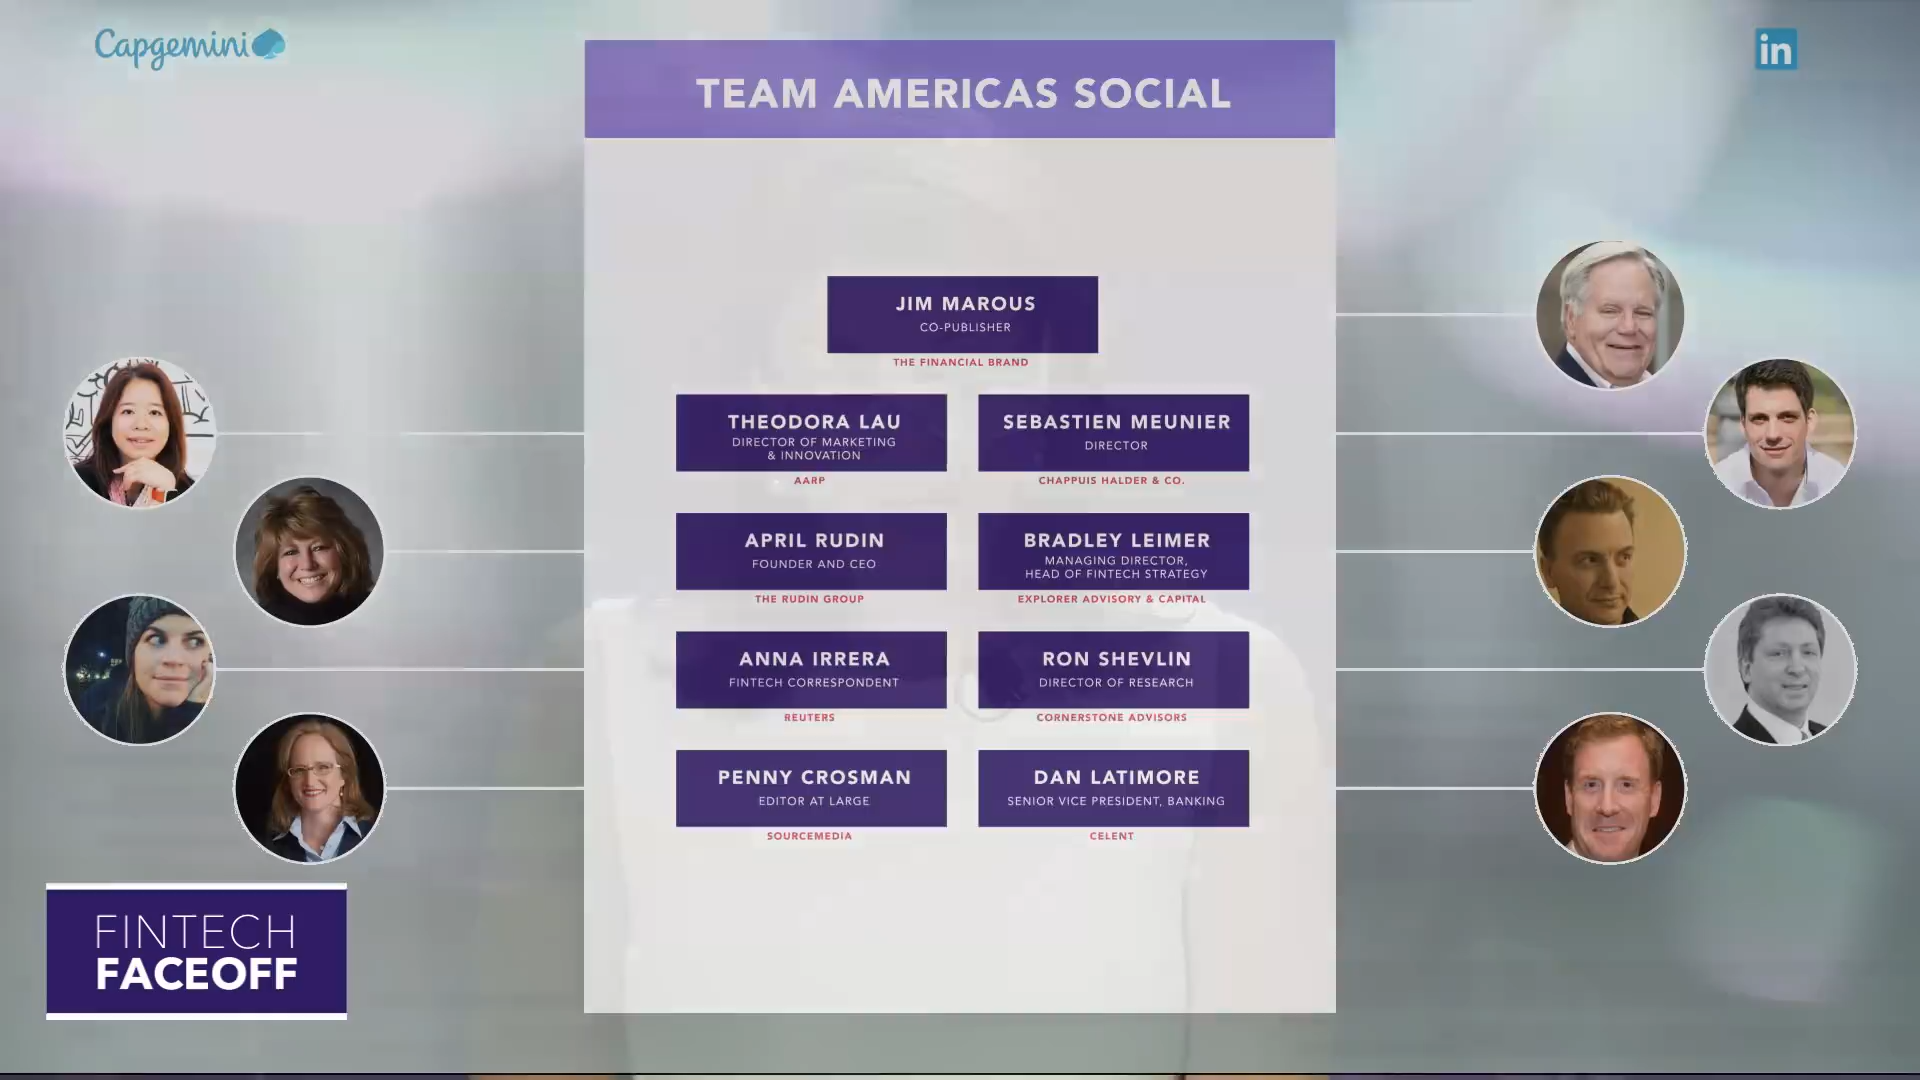 Capgemini
in
TEAM AMERICAS SOCIAL
JIM MAROUS
CO-PUBLISHER
THE FINANCIAL BRAND
THEODORA LAU
DIRECTOR OF MARKETING
& INNOVATION
AARP
SEBASTIEN MEUNIER
DIRECTOR
CHAPPUIS HALDER & CO.
APRIL RUDIN
FOUNDER AND CEO
THE RUDIN GROUP
BRADLEY LEIMER
MANAGING DIRECTOR,
HEAD OF FINTECH STRATEGY
EXPLORER ADVISORY & CAPITAL
ANNA IRRERA
FINTECH CORRESPONDENT
REUTERS
RON SHEVLIN
DIRECTOR OF RESEARCH
CORNERSTONE ADVISORS
PENNY CROSMAN
EDITOR AT LARGE
SOURCEMEDIA
DAN LATIMORE
SENIOR VICE PRESIDENT, BANKING
CELENT
FINTECH
FACEOFF